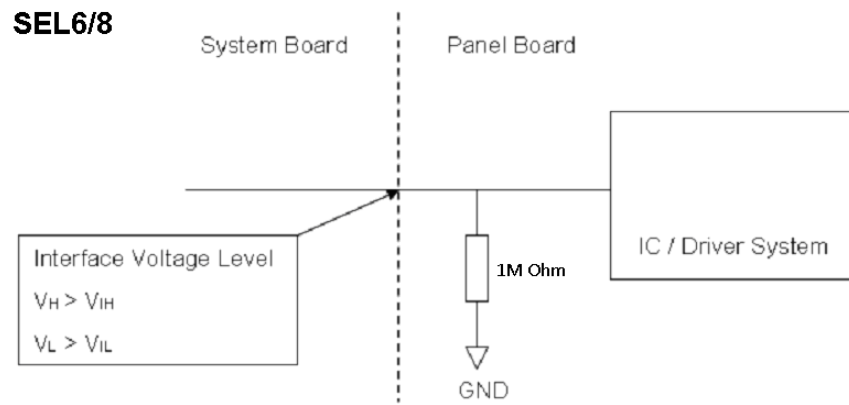 SEL6/8
System Board
Panel Board
Interface Voltage Level
VH > VIH
VL > VIL
1M Ohm
IC / Driver System
GND